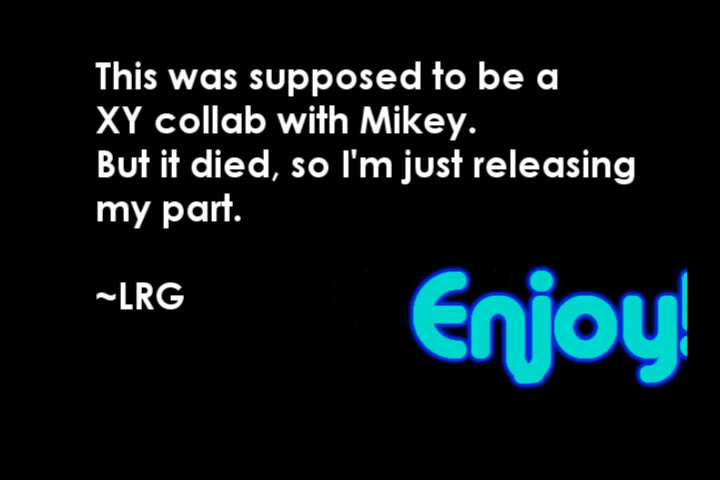 This was supposed to be a
XY collab with Mikey.
But it died, so I'm just releasing
my part.
~LRG
Enjoy!